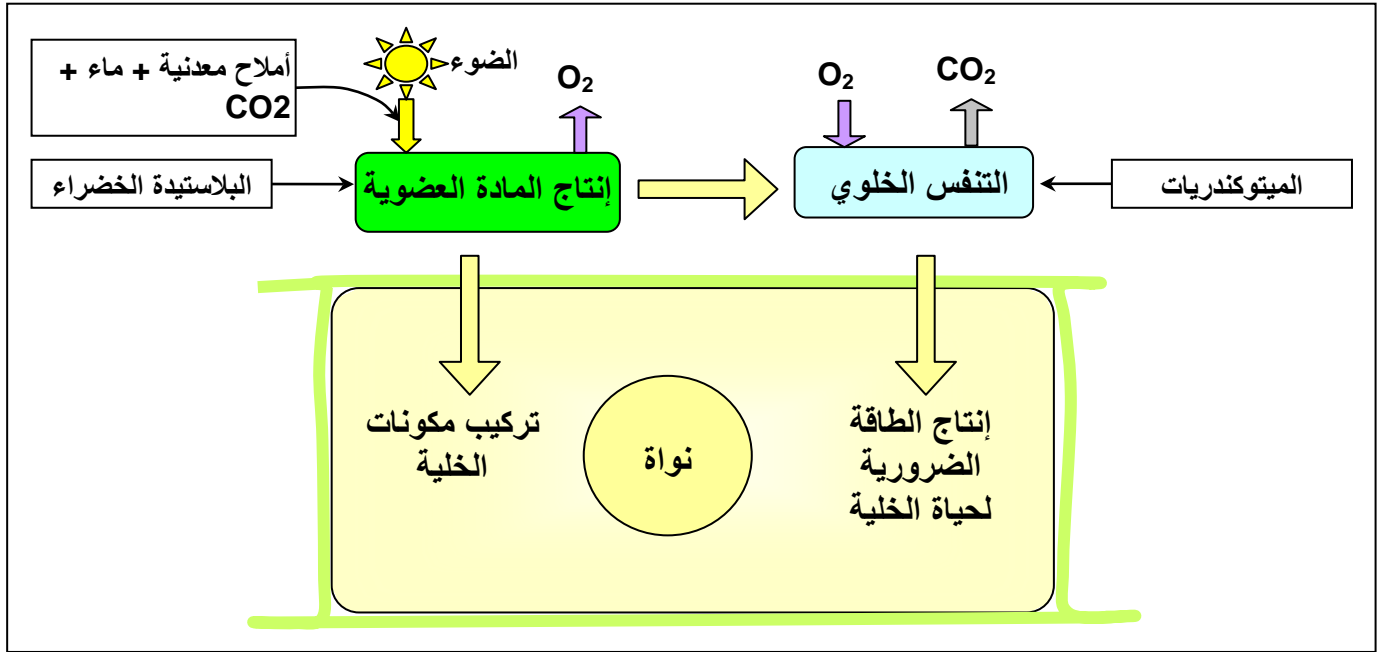 أملاح معدنية + ماء +
CO2
الضوء
O₂
O₂
CO₂
البلاستيدة الخضراء
إنتاج المادة العضوية
التنفس الخلوي
الميتوكندريات
تركيب مكونات
الخلية
نواة
إنتاج الطاقة
الضرورية
لحياة الخلية